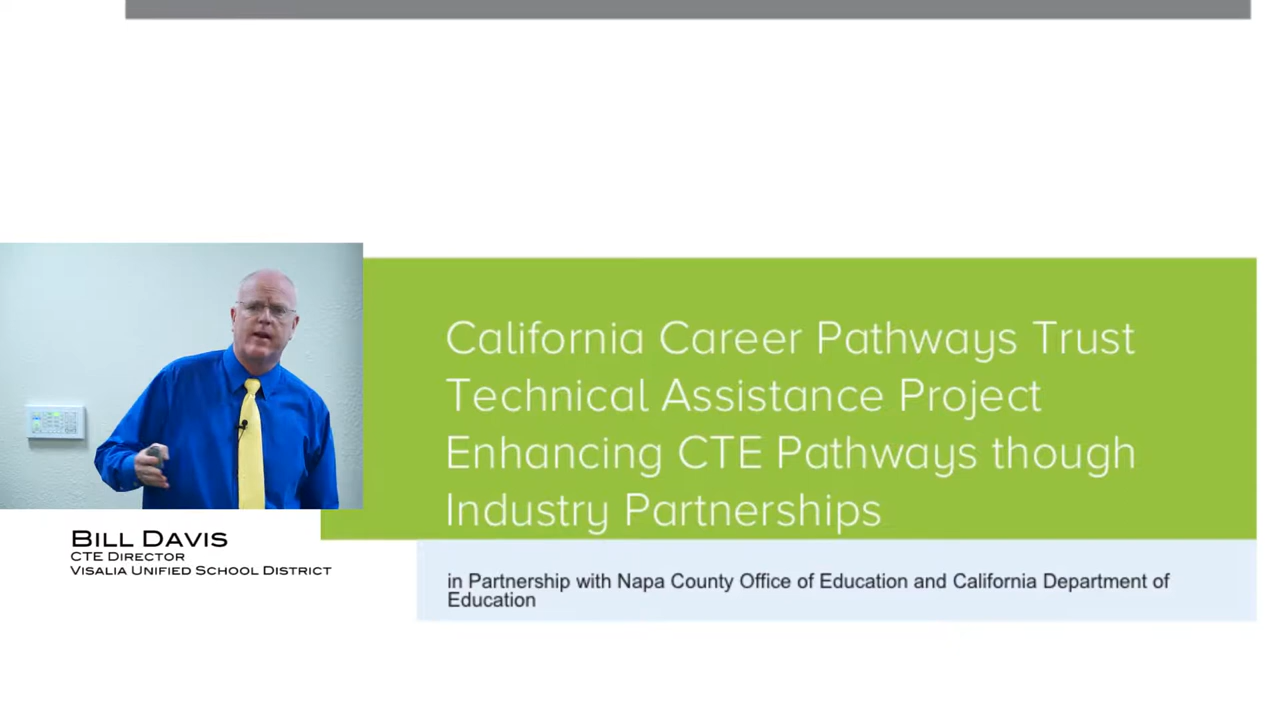 California Career Pathways Trust
Technical Assistance Project
Enhancing CTE Pathways though
Industry Partnerships
BILL DAVIS
CTE DIRECTOR
VISALIA UNIFIED SCHOOL DISTRICT
in Partnership with Napa County Office of Education and California Department of
Education